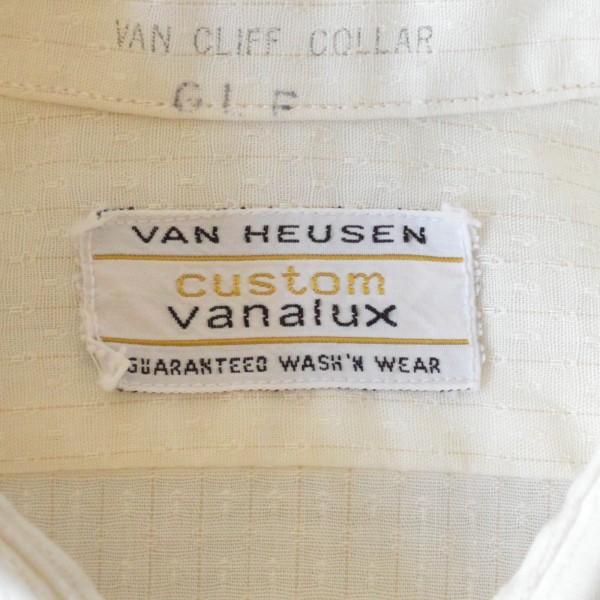 VAN CLIFF COLLAR
G.L.F
VAN HEUSEN
custom
vanalux
GUARANTEED WASH'N WEAR